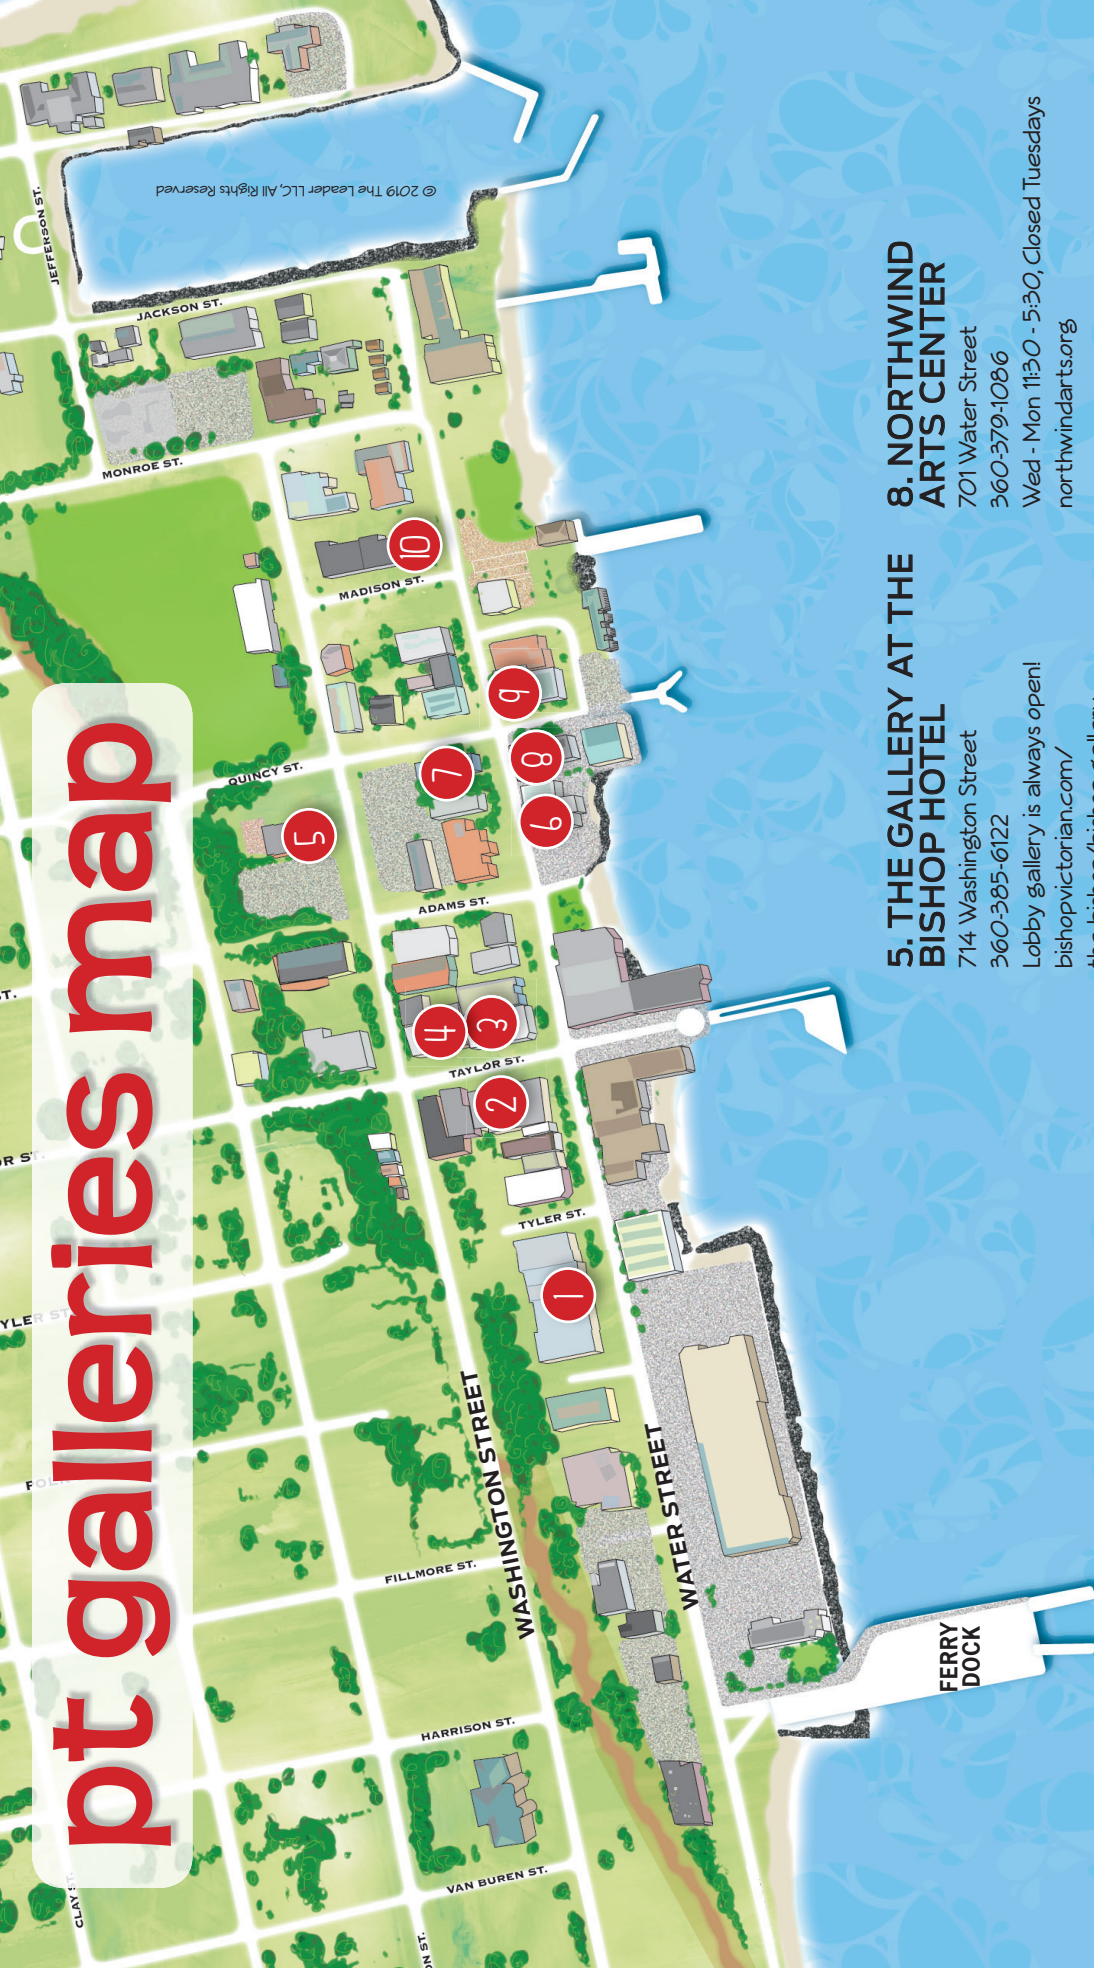 pt galleries map
CLAY ST.
VAN BUREN ST.
HARRISON ST.
FILLMORE ST.
WASHINGTON STREET
WATER STREET
TYLER ST.
TAYLOR ST.
ADAMS ST.
QUINCY ST.
MADISON ST.
MONROE ST.
JACKSON ST.
JEFFERSON ST.
1
2
3
4
5
6
7
8
9
10
FERRY
DOCK
© 2019 The Leader LLC, All Rights Reserved
5. THE GALLERY AT THE
BISHOP HOTEL
714 Washington Street
360-385-6122
Lobby gallery is always open!
bishopvictorian.com/
8. NORTHWIND
ARTS CENTER
701 Water Street
360-379-1086
Wed - Mon 11:30 - 5:30, Closed Tuesdays
northwindarts.org